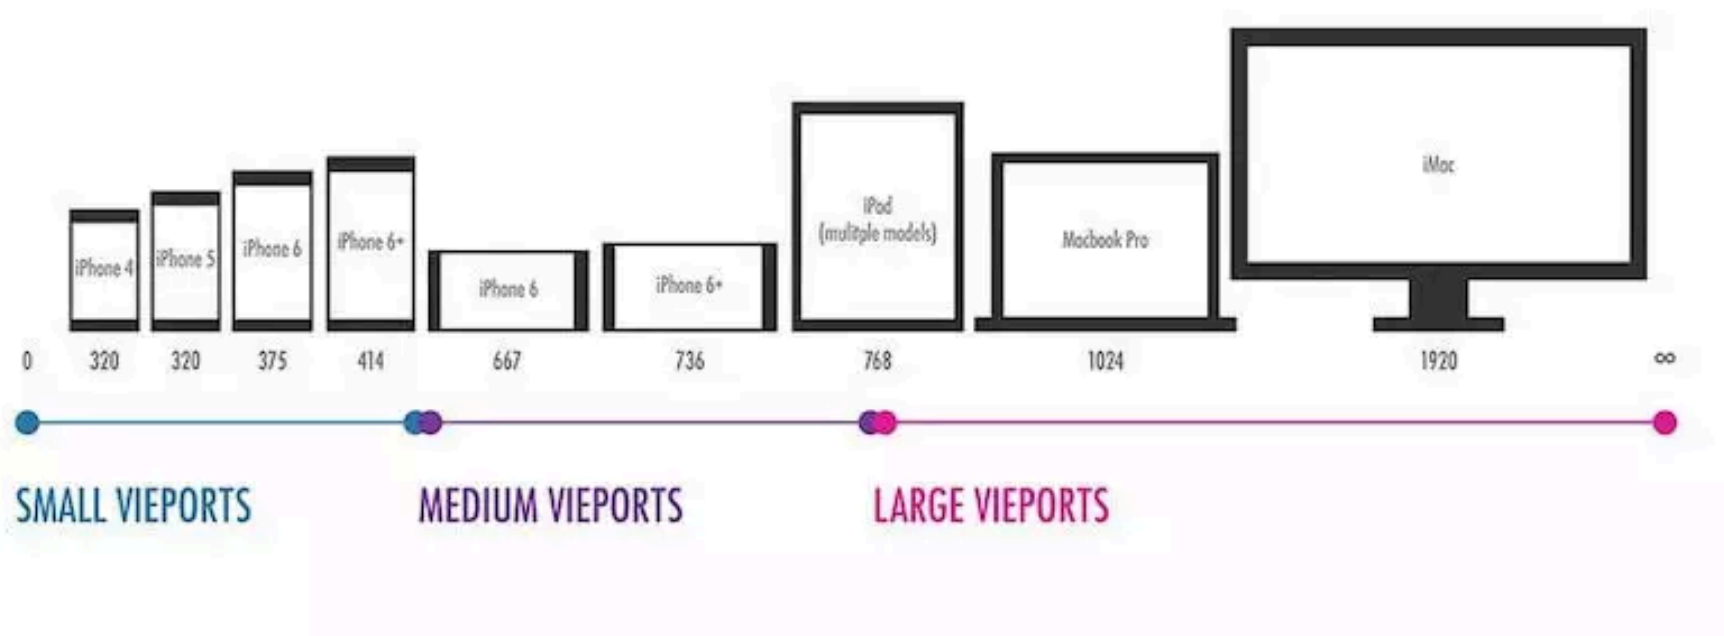 iPhone 4
iPhone 5
iPhone 6
iPhone 6+
iPhone 6
iPhone 6+
iPad
(mulitple models)
Macbook Pro
iMac
0 320 320 375 414 667 736 768 1024 1920 ∞
SMALL VIEPORTS MEDIUM VIEPORTS LARGE VIEPORTS